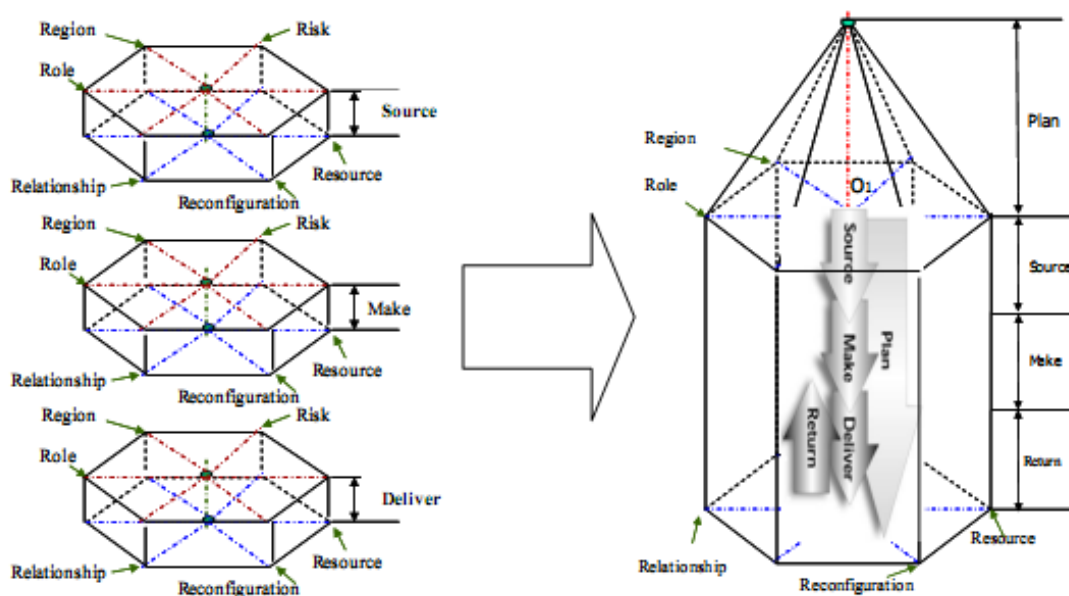 Region
Risk
Role
Source
Relationship
Resource
Reconfiguration
Region
Risk
Role
Make
Relationship
Resource
Reconfiguration
Region
Risk
Role
Deliver
Relationship
Resource
Reconfiguration
Plan
Region
Role
O1
Source
Make
Deliver
Return
Plan
Source
Make
Return
Relationship
Resource
Reconfiguration